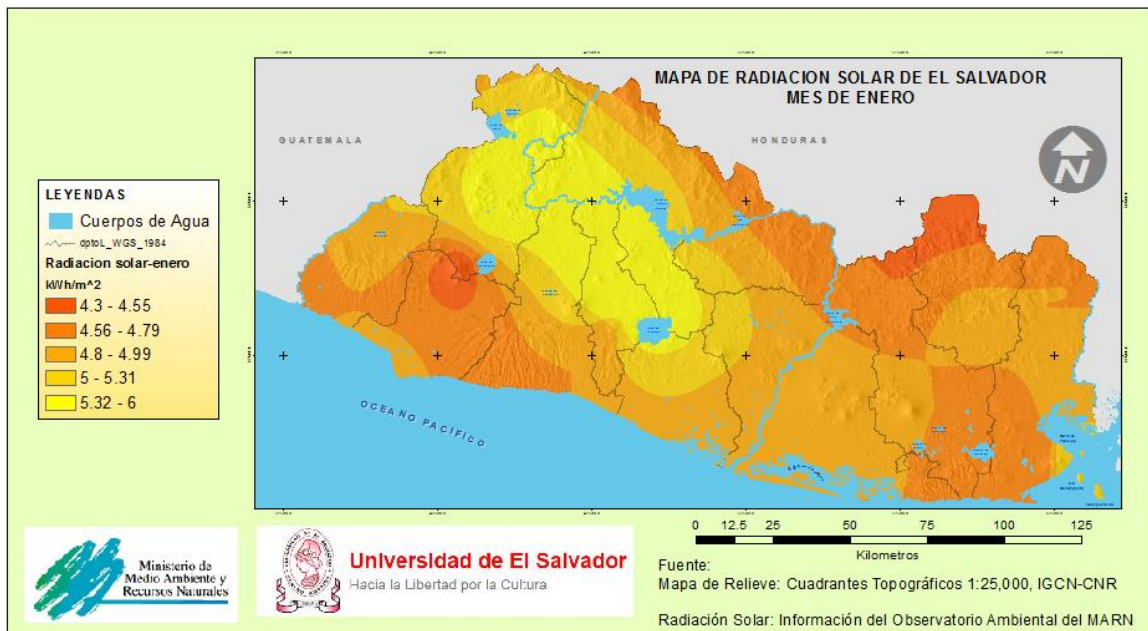 MAPA DE RADIACION SOLAR DE EL SALVADOR
MES DE ENERO
GUATEMALA
HONDURAS
N
LEYENDAS
Cuerpos de Agua
dptoL_WGS_1984
Radiacion solar-enero
kWh/m^2
4.3 - 4.55
4.56 - 4.79
4.8 - 4.99
5 - 5.31
5.32 - 6
OCEANO PACÍFICO
0 12.5 25 50 75 100 125
Kilometros
Ministerio de
Medio Ambiente y
Recursos Naturales
Universidad de El Salvador
Hacia la Libertad por la Cultura
Fuente:
Mapa de Relieve: Cuadrantes Topográficos 1:25,000, IGCN-CNR
Radiación Solar: Información del Observatorio Ambiental del MARN